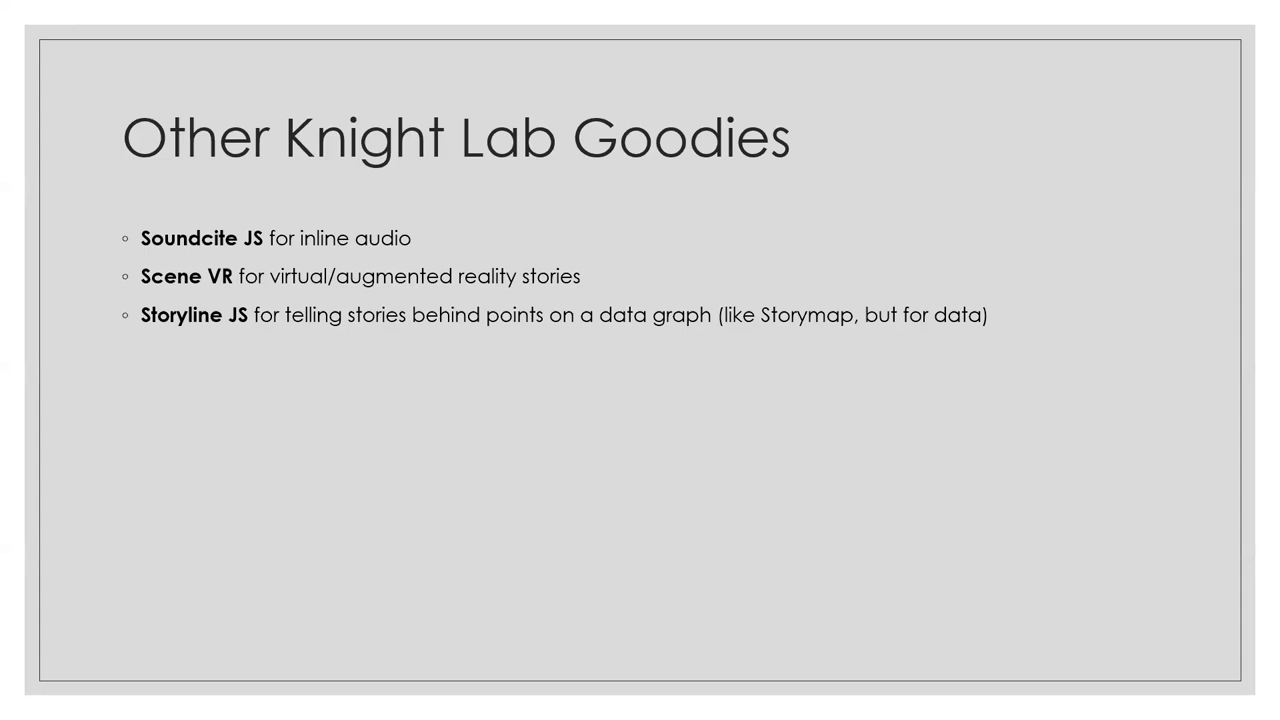 Other Knight Lab Goodies
◦ Soundcite JS for inline audio
◦ Scene VR for virtual/augmented reality stories
◦ Storyline JS for telling stories behind points on a data graph (like Storymap, but for data)